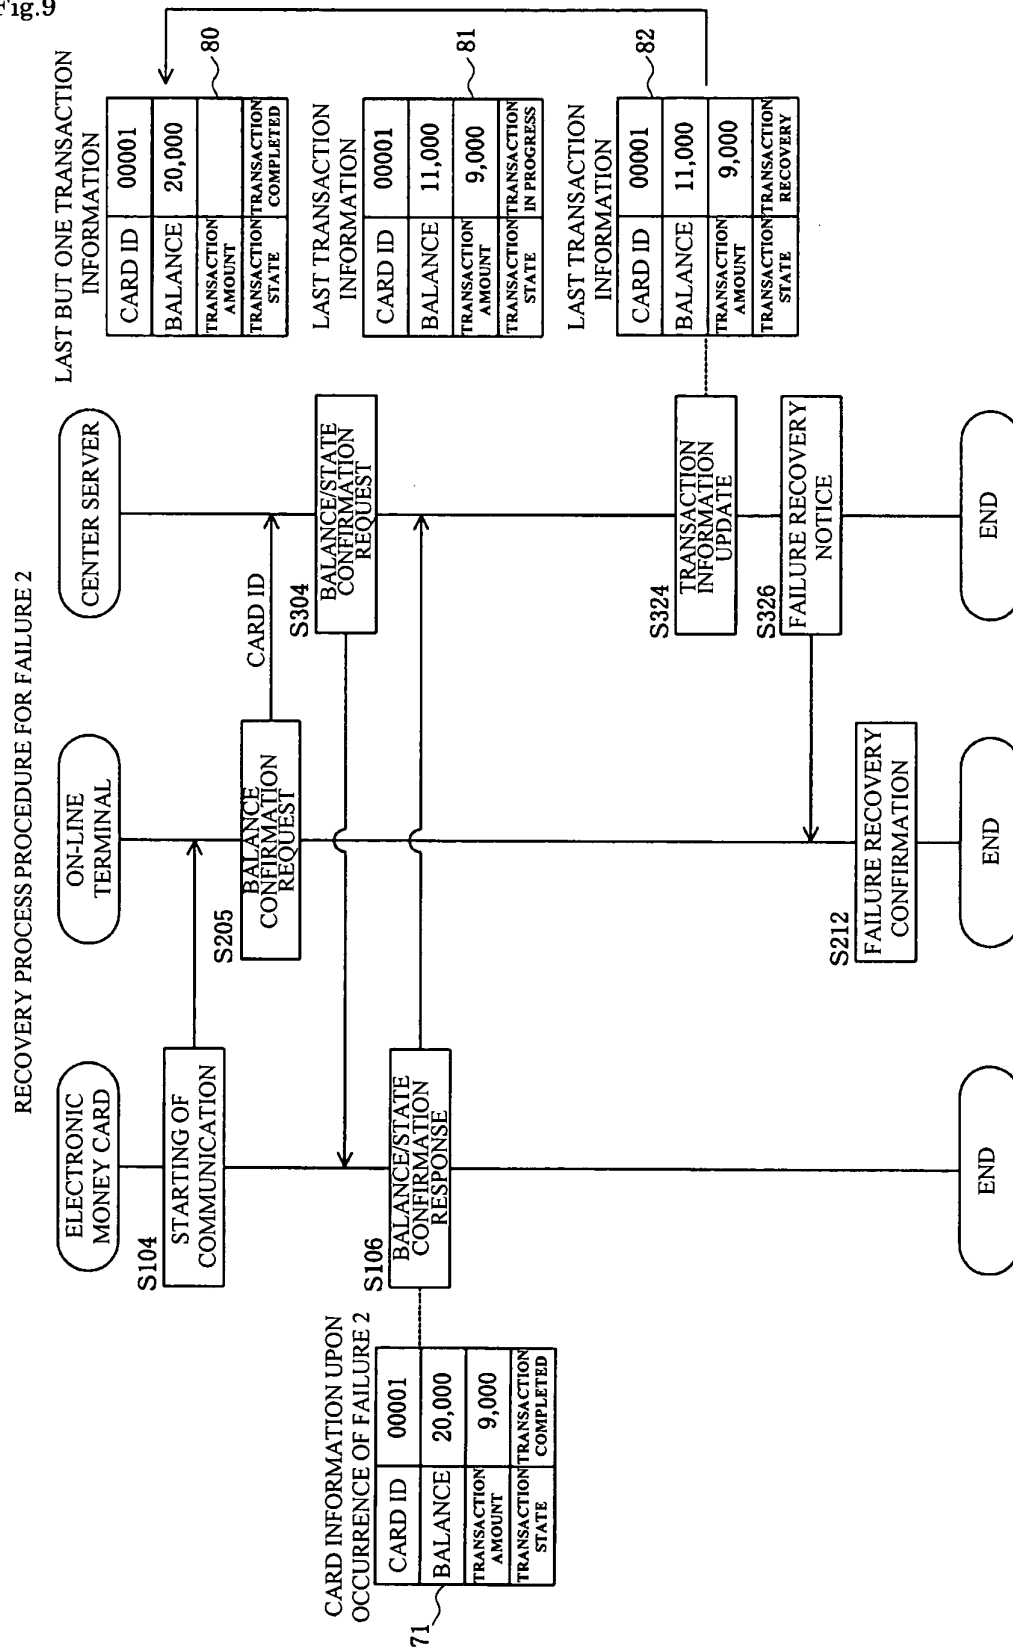 Fig.9
RECOVERY PROCESS PROCEDURE FOR FAILURE 2
ELECTRONIC
MONEY CARD
ON-LINE
TERMINAL
CENTER SERVER
S104
STARTING OF
COMMUNICATION
S205
BALANCE
CONFIRMATION
REQUEST
CARD ID
S304
BALANCE/STATE
CONFIRMATION
REQUEST
S106
BALANCE/STATE
CONFIRMATION
RESPONSE
S324
TRANSACTION
INFORMATION
UPDATE
S326
FAILURE RECOVERY
NOTICE
S212
FAILURE RECOVERY
CONFIRMATION
END
END
END
CARD INFORMATION UPON
OCCURRENCE OF FAILURE 2
CARD ID 00001
BALANCE 20,000
TRANSACTION
AMOUNT
9,000
TRANSACTION
STATE
TRANSACTION
COMPLETED
71
LAST BUT ONE TRANSACTION
INFORMATION
CARD ID 00001
BALANCE 20,000
TRANSACTION
AMOUNT
TRANSACTION
STATE
TRANSACTION
COMPLETED
80
LAST TRANSACTION
INFORMATION
CARD ID 00001
BALANCE 11,000
TRANSACTION
AMOUNT
9,000
TRANSACTION
STATE
TRANSACTION
IN PROGRESS
81
LAST TRANSACTION
INFORMATION
CARD ID 00001
BALANCE 11,000
TRANSACTION
AMOUNT
9,000
TRANSACTION
STATE
TRANSACTION
RECOVERY
82